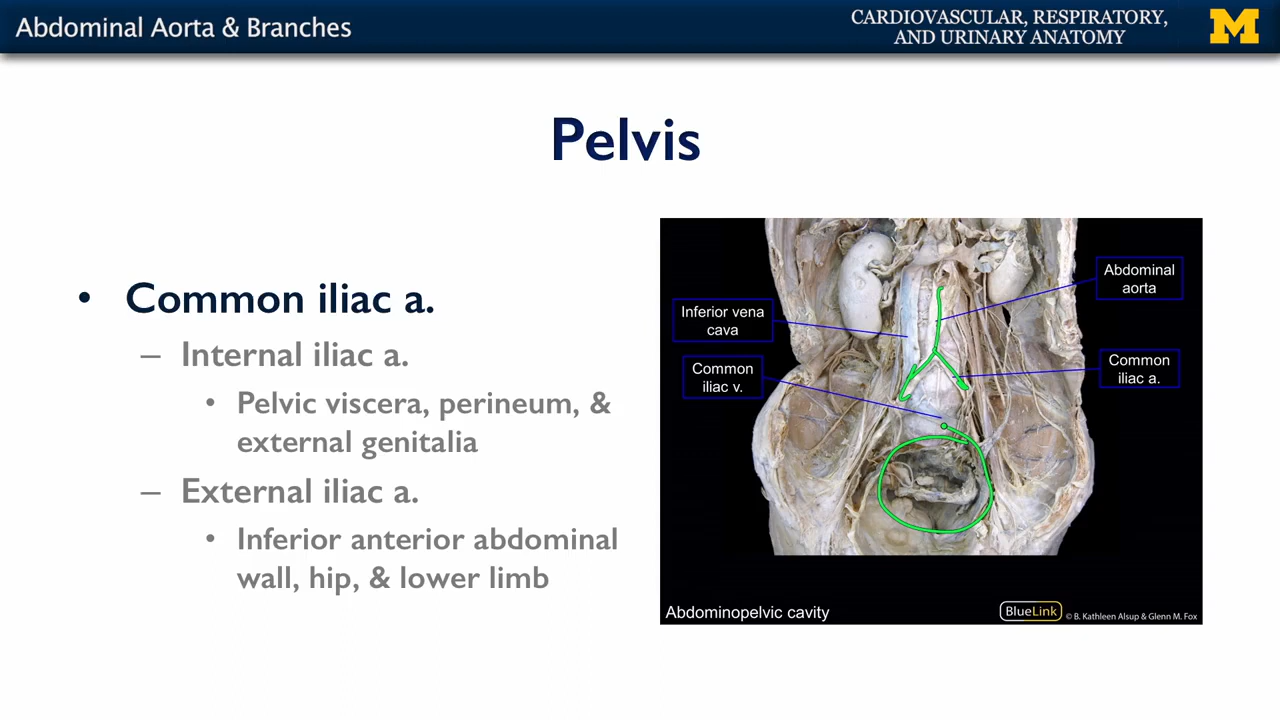 Abdominal Aorta & Branches
CARDIOVASCULAR, RESPIRATORY,
AND URINARY ANATOMY
M
Pelvis
• Common iliac a.
– Internal iliac a.
• Pelvic viscera, perineum, &
external genitalia
– External iliac a.
• Inferior anterior abdominal
wall, hip, & lower limb
Abdominal
aorta
Inferior vena
cava
Common
iliac v.
Common
iliac a.
Abdominopelvic cavity
BlueLink
© B. Kathleen Alsup & Glenn M. Fox